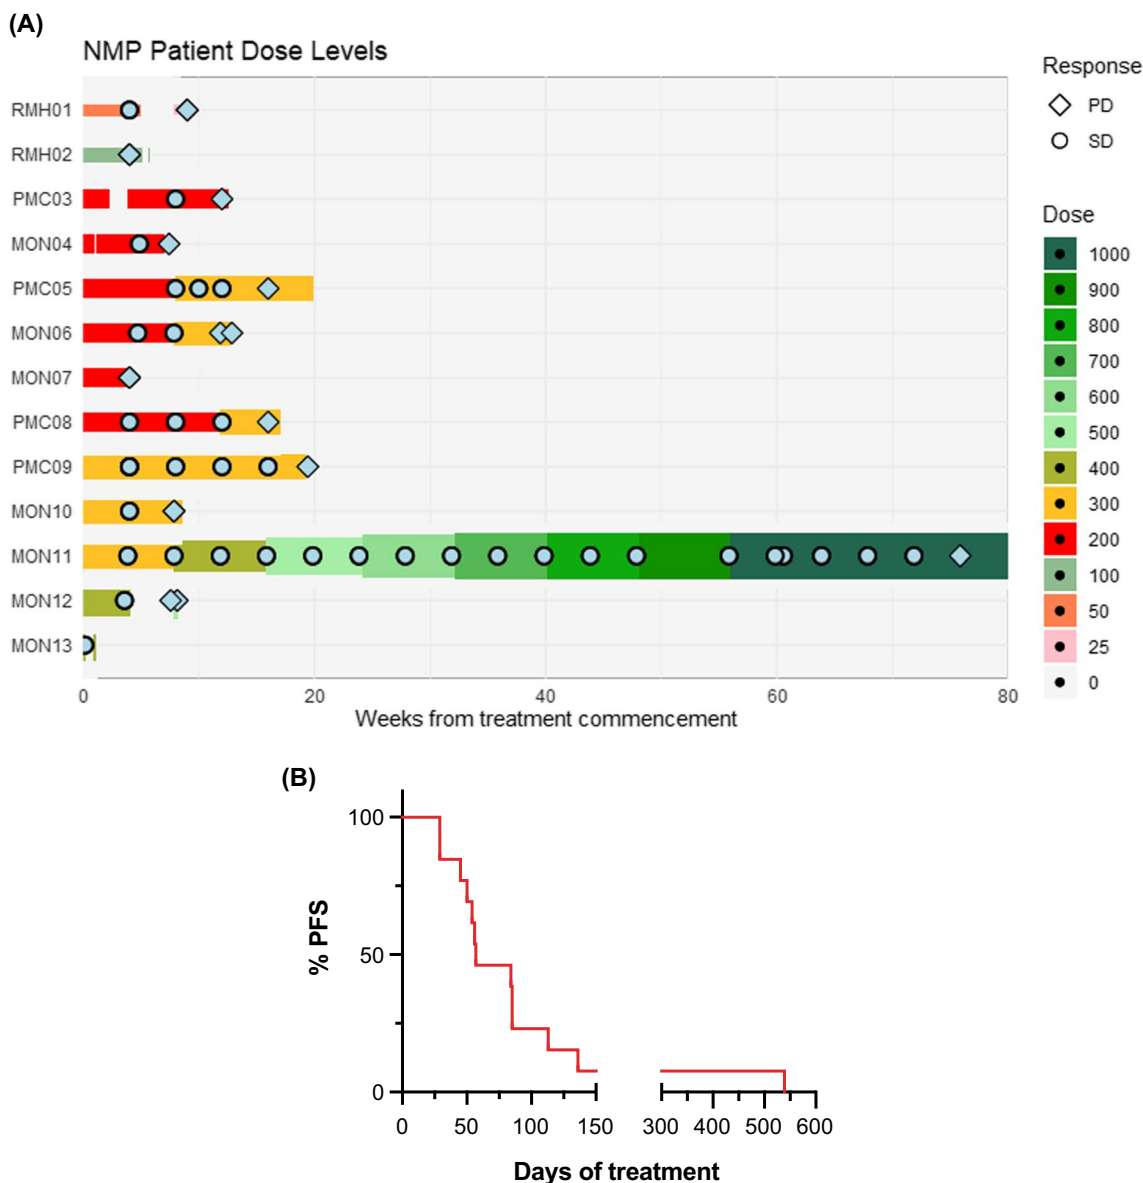 (A)
NMP Patient Dose Levels
RMH01
RMH02
PMC03
MON04
PMC05
MON06
MON07
PMC08
PMC09
MON10
MON11
MON12
MON13
0 20 40 60 80
Weeks from treatment commencement
Response
PD
SD
Dose
1000
900
800
700
600
500
400
300
200
100
50
25
0
(B)
% PFS
100
50
0
0 50 100 150 300 400 500 600
Days of treatment